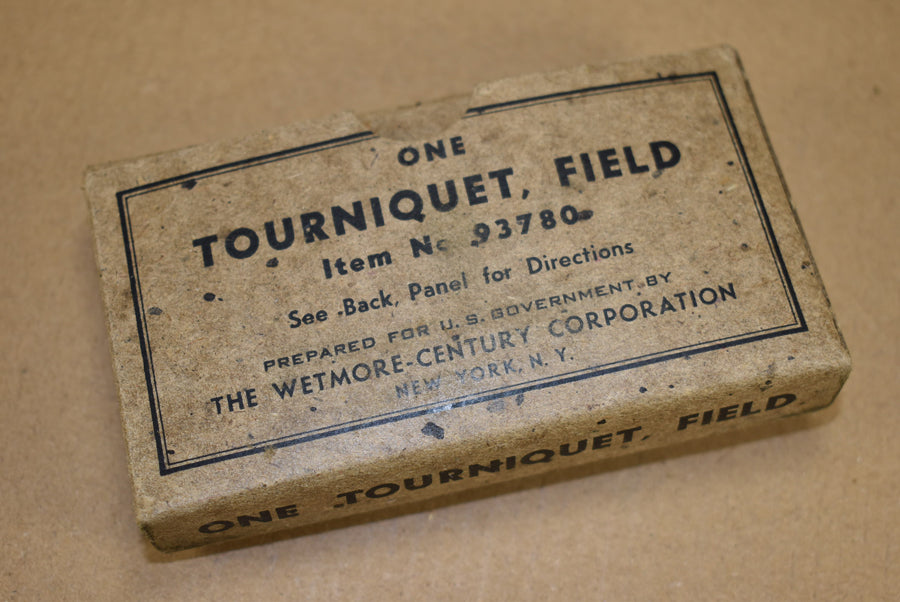 ONE
TOURNIQUET, FIELD
Item No. 93780
See Back, Panel for Directions
PREPARED FOR U. S. GOVERNMENT BY
THE WETMORE-CENTURY CORPORATION
NEW YORK, N. Y.
ONE TOURNIQUET, FIELD